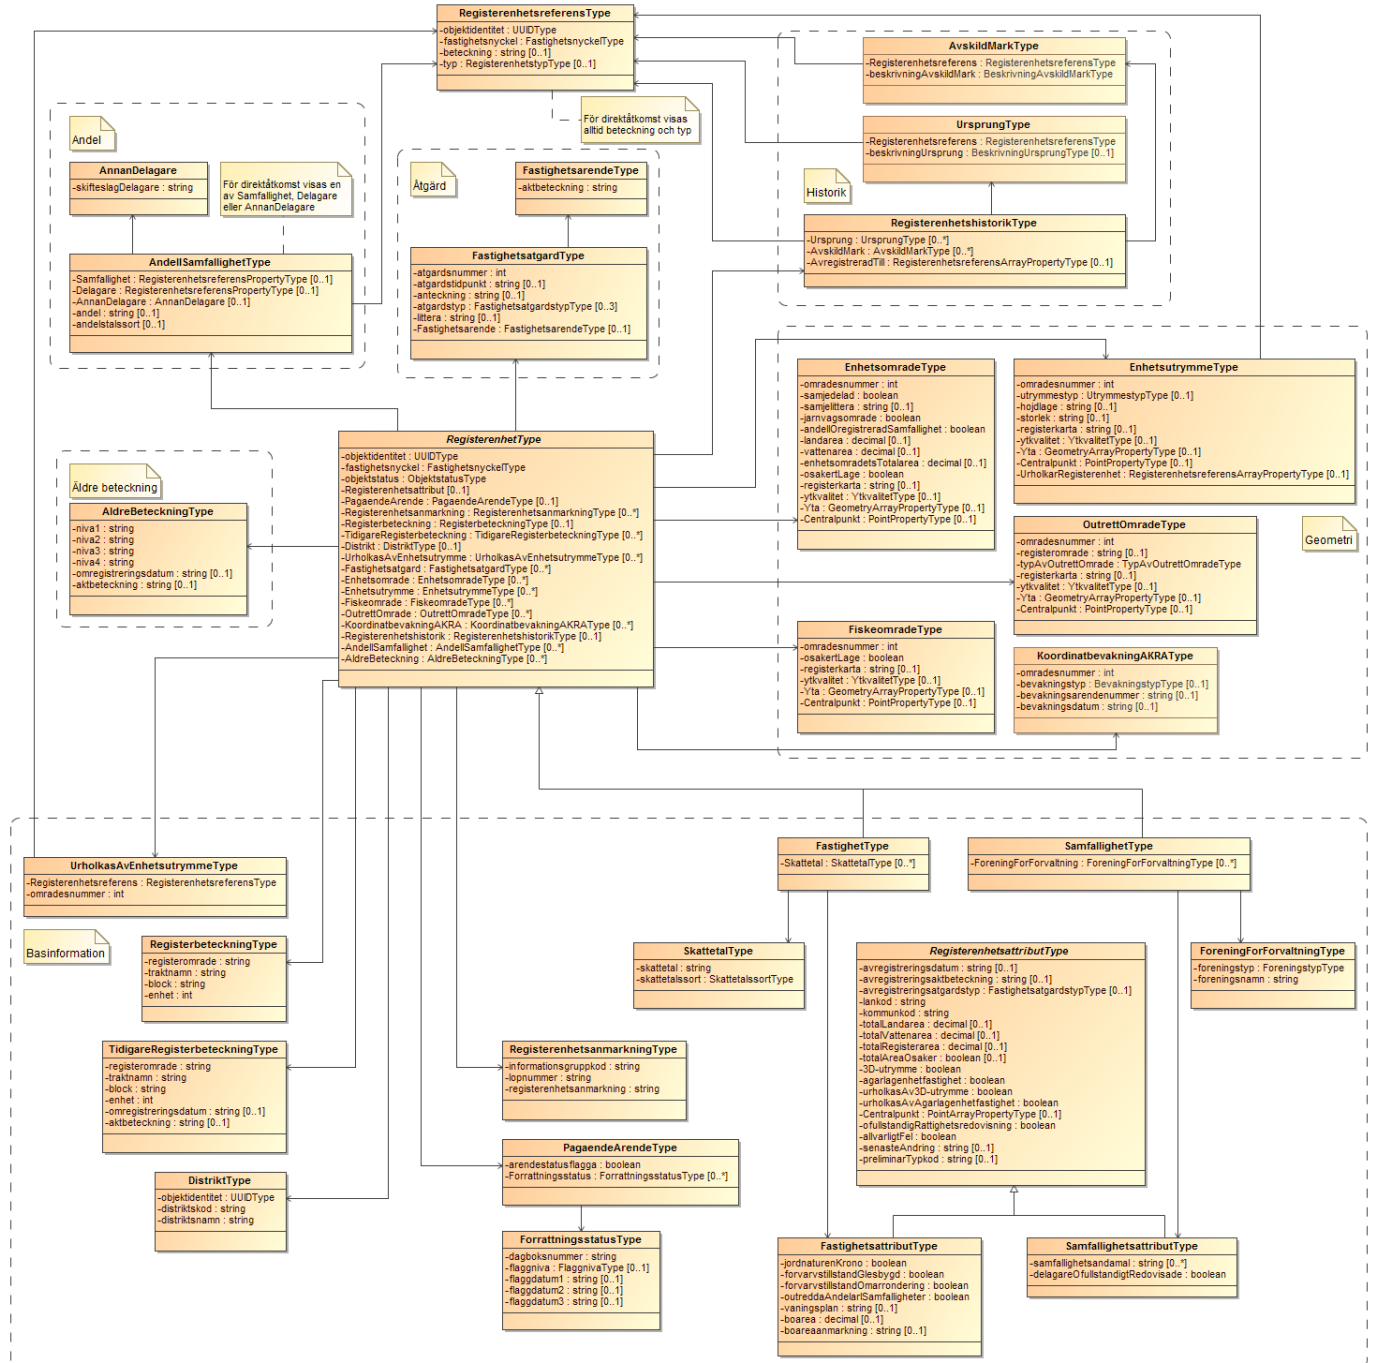 RegisterenhetsreferensType
-objektidentitet : UUIDType
-fastighetsnyckel : FastighetsnyckelType
-beteckning : string [0..1]
-typ : RegisterenhetstypType [0..1]
För direktåtkomst visas
alltid beteckning och typ
AvskildMarkType
-Registerenhetsreferens : RegisterenhetsreferensType
-beskrivningAvskildMark : BeskrivningAvskildMarkType
UrsprungType
-Registerenhetsreferens : RegisterenhetsreferensType
-beskrivningUrsprung : BeskrivningUrsprungType [0..1]
Historik
RegisterenhetshistorikType
-Ursprung : UrsprungType [0..*]
-AvskildMark : AvskildMarkType [0..*]
-AvregistreradTill : RegisterenhetsreferensArrayPropertyType [0..1]
Andel
AnnanDelagare
-skifteslagDelagare : string
För direktåtkomst visas en
av Samfallighet, Delagare
eller AnnanDelagare
AndelISamfallighetType
-Samfallighet : RegisterenhetsreferensPropertyType [0..1]
-Delagare : RegisterenhetsreferensPropertyType [0..1]
-AnnanDelagare : AnnanDelagare [0..1]
-andel : string [0..1]
-andelstalssort : [0..1]
Åtgärd
FastighetsarendeType
-aktbeteckning : string
FastighetsatgardType
-atgardsnummer : int
-atgardstidpunkt : string [0..1]
-anteckning : string [0..1]
-atgardstyp : FastighetsatgardstypType [0..3]
-littera : string [0..1]
-Fastighetsarende : FastighetsarendeType [0..1]
EnhetsomradeType
-omradesnummer : int
-samjedelad : boolean
-samjelittera : string [0..1]
-jarnvagsomrade : boolean
-andelIOregistreradSamfallighet : boolean
-landarea : decimal [0..1]
-vattenarea : decimal [0..1]
-enhetsomradetsTotalarea : decimal [0..1]
-osakertLage : boolean
-registerkarta : string [0..1]
-ytkvalitet : YtkvalitetType [0..1]
-Yta : GeometryArrayPropertyType [0..1]
-Centralpunkt : PointPropertyType [0..1]
EnhetsutrymmeType
-omradesnummer : int
-utrymmestyp : UtrymmestypType [0..1]
-hojdlage : string [0..1]
-storlek : string [0..1]
-registerkarta : string [0..1]
-ytkvalitet : YtkvalitetType [0..1]
-Yta : GeometryArrayPropertyType [0..1]
-Centralpunkt : PointPropertyType [0..1]
-UrholkarRegisterenhet : RegisterenhetsreferensArrayPropertyType [0..1]
OutrettOmradeType
-omradesnummer : int
-registeromrade : string [0..1]
-typAvOutrettOmrade : TypAvOutrettOmradeType
-registerkarta : string [0..1]
-ytkvalitet : YtkvalitetType [0..1]
-Yta : GeometryArrayPropertyType [0..1]
-Centralpunkt : PointPropertyType [0..1]
Geometri
FiskeomradeType
-omradesnummer : int
-osakertLage : boolean
-registerkarta : string [0..1]
-ytkvalitet : YtkvalitetType [0..1]
-Yta : GeometryArrayPropertyType [0..1]
-Centralpunkt : PointPropertyType [0..1]
KoordinatbevakningAKRAType
-omradesnummer : int
-bevakningstyp : BevakningstypType [0..1]
-bevakningsarendenummer : string [0..1]
-bevakningsdatum : string [0..1]
RegisterenhetType
-objektidentitet : UUIDType
-fastighetsnyckel : FastighetsnyckelType
-objektstatus : ObjektstatusType
-Registerenhetsattribut [0..1]
-PagaendeArende : PagaendeArendeType [0..1]
-Registerenhetsanmarkning : RegisterenhetsanmarkningType [0..*]
-Registerbeteckning : RegisterbeteckningType [0..1]
-TidigareRegisterbeteckning : TidigareRegisterbeteckningType [0..*]
-Distrikt : DistriktType [0..1]
-UrholkasAvEnhetsutrymme : UrholkasAvEnhetsutrymmeType [0..*]
-Fastighetsatgard : FastighetsatgardType [0..*]
-Enhetsomrade : EnhetsomradeType [0..*]
-Enhetsutrymme : EnhetsutrymmeType [0..*]
-Fiskeomrade : FiskeomradeType [0..*]
-OutrettOmrade : OutrettOmradeType [0..*]
-KoordinatbevakningAKRA : KoordinatbevakningAKRAType [0..*]
-Registerenhetshistorik : RegisterenhetshistorikType [0..1]
-AndelISamfallighet : AndelISamfallighetType [0..*]
-AldreBeteckning : AldreBeteckningType [0..*]
Äldre beteckning
AldreBeteckningType
-niva1 : string
-niva2 : string
-niva3 : string
-niva4 : string
-omregistreringsdatum : string [0..1]
-aktbeteckning : string [0..1]
UrholkasAvEnhetsutrymmeType
-Registerenhetsreferens : RegisterenhetsreferensType
-omradesnummer : int
Basinformation
RegisterbeteckningType
-registeromrade : string
-traktnamn : string
-block : string
-enhet : int
TidigareRegisterbeteckningType
-registeromrade : string
-traktnamn : string
-block : string
-enhet : int
-omregistreringsdatum : string [0..1]
-aktbeteckning : string [0..1]
DistriktType
-objektidentitet : UUIDType
-distriktskod : string
-distriktsnamn : string
RegisterenhetsanmarkningType
-informationsgruppkod : string
-lopnummer : string
-registerenhetsanmarkning : string
PagaendeArendeType
-arendestatusflagga : boolean
-Forrattningsstatus : ForrattningsstatusType [0..*]
ForrattningsstatusType
-dagboksnummer : string
-flaggniva : FlaggnivaType [0..1]
-flaggdatum1 : string [0..1]
-flaggdatum2 : string [0..1]
-flaggdatum3 : string [0..1]
FastighetType
-Skattetal : SkattetalType [0..*]
SamfallighetType
-ForeningForForvaltning : ForeningForForvaltningType [0..*]
SkattetalType
-skattetal : string
-skattetalssort : SkattetalssortType
RegisterenhetsattributType
-avregistreringsdatum : string [0..1]
-avregistreringsaktbeteckning : string [0..1]
-avregistreringsatgardstyp : FastighetsatgardstypType [0..1]
-lankod : string
-kommunkod : string
-totalLandarea : decimal [0..1]
-totalVattenarea : decimal [0..1]
-totalRegisterarea : decimal [0..1]
-totalAreaOsaker : boolean [0..1]
-3D-utrymme : boolean
-agarlagenhetfastighet : boolean
-urholkasAv3D-utrymme : boolean
-urholkasAvAgarlagenhetfastighet : boolean
-Centralpunkt : PointArrayPropertyType [0..1]
-ofullstandigRattighetsredovisning : boolean
-allvarligtFel : boolean
-senasteAndring : string [0..1]
-preliminarTypkod : string [0..1]
ForeningForForvaltningType
-foreningstyp : ForeningstypType
-foreningsnamn : string
FastighetsattributType
-jordnaturenKrono : boolean
-forvarvstillstandGlesbygd : boolean
-forvarvstillstandOmarrondering : boolean
-outreddaAndelarISamfalligheter : boolean
-vaningsplan : string [0..1]
-boarea : decimal [0..1]
-boareaanmarkning : string [0..1]
SamfallighetsattributType
-samfallighetsandamal : string [0..*]
-delagareOfullstandigtRedovisade : boolean